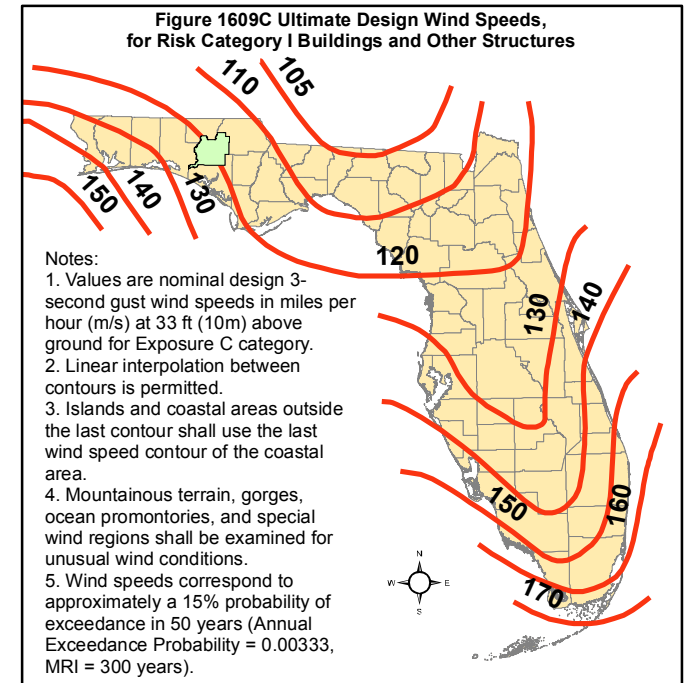 Figure 1609C Ultimate Design Wind Speeds,
for Risk Category I Buildings and Other Structures
110
105
150
140
130
120
130
140
150
160
170
Notes:
1. Values are nominal design 3-
second gust wind speeds in miles per
hour (m/s) at 33 ft (10m) above
ground for Exposure C category.
2. Linear interpolation between
contours is permitted.
3. Islands and coastal areas outside
the last contour shall use the last
wind speed contour of the coastal
area.
4. Mountainous terrain, gorges,
ocean promontories, and special
wind regions shall be examined for
unusual wind conditions.
5. Wind speeds correspond to
approximately a 15% probability of
exceedance in 50 years (Annual
Exceedance Probability = 0.00333,
MRI = 300 years).
N
W E
S